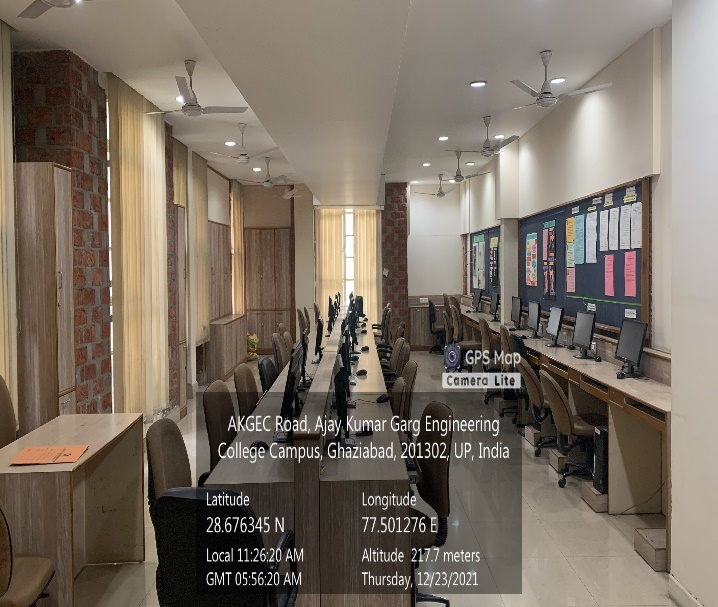 GPS Map
Camera Lite
AKGEC Road, Ajay Kumar Garg Engineering
College Campus, Ghaziabad, 201302, UP, India
Latitude
Longitude
28.676345 N
77.501276 E
Local 11:26:20 AM
Altitude 217.7 meters
GMT 05:56:20 AM
Thursday, 12/23/2021